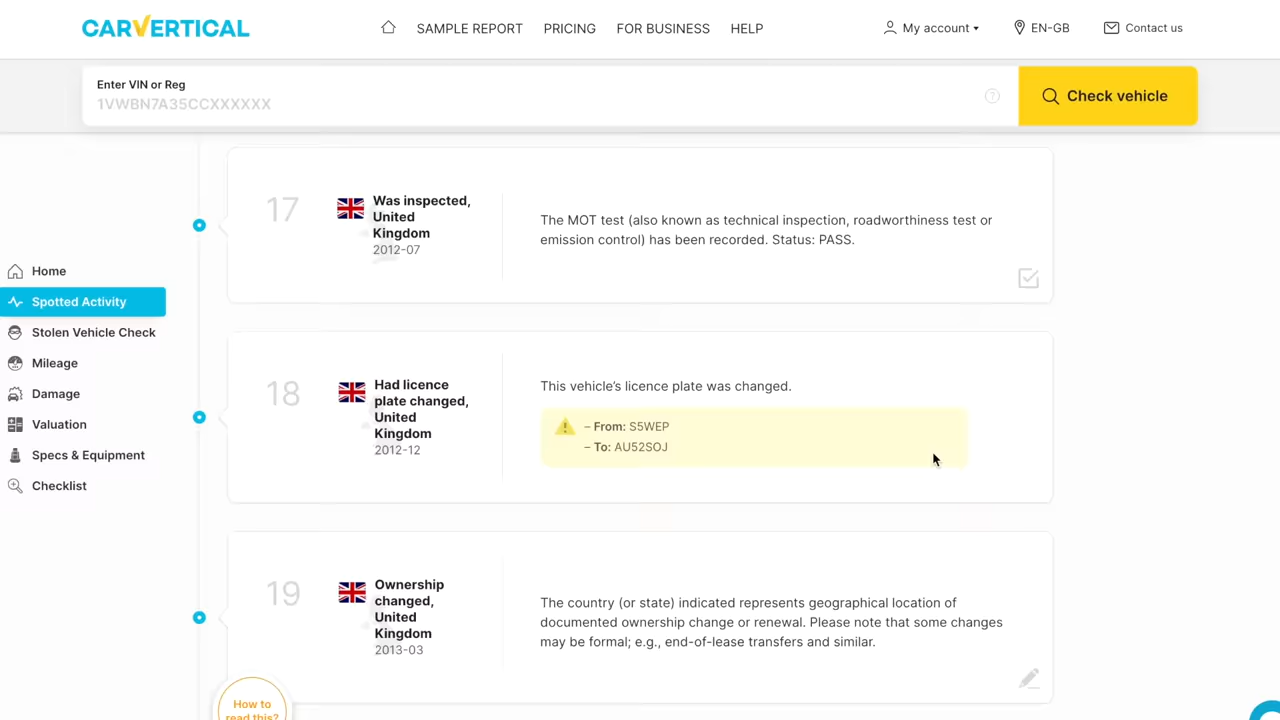 CARVERTICAL
SAMPLE REPORT
PRICING
FOR BUSINESS
HELP
My account
EN-GB
Contact us
Enter VIN or Reg
1VWBN7A35CCXXXXXX
?
Check vehicle
Home
Spotted Activity
Stolen Vehicle Check
Mileage
Damage
Valuation
Specs & Equipment
Checklist
17
Was inspected,
United
Kingdom
2012-07
The MOT test (also known as technical inspection, roadworthiness test or
emission control) has been recorded. Status: PASS.
18
Had licence
plate changed,
United
Kingdom
2012-12
This vehicle’s licence plate was changed.
– From: S5WEP
– To: AU52SOJ
19
Ownership
changed,
United
Kingdom
2013-03
The country (or state) indicated represents geographical location of
documented ownership change or renewal. Please note that some changes
may be formal; e.g., end-of-lease transfers and similar.
How to
read this?